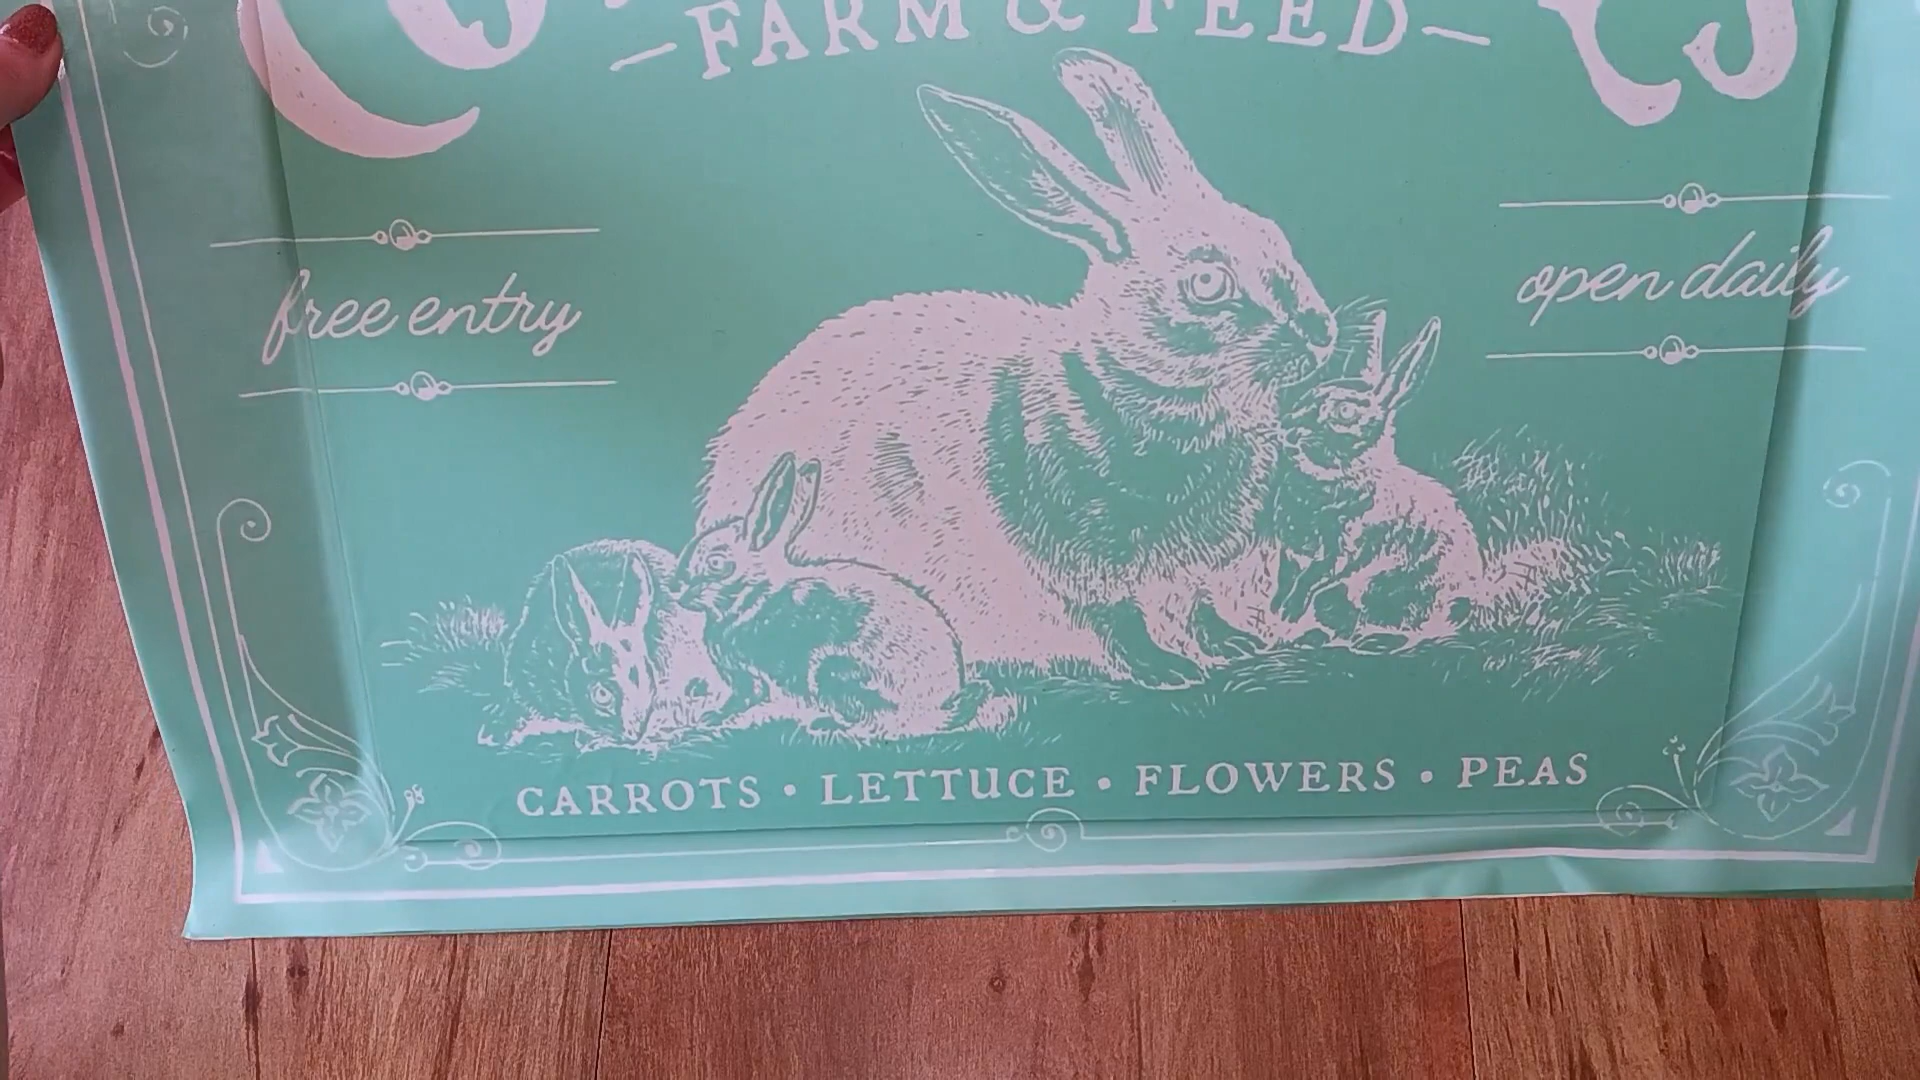 –FARM & FEED–
free entry
open daily
CARROTS • LETTUCE • FLOWERS • PEAS